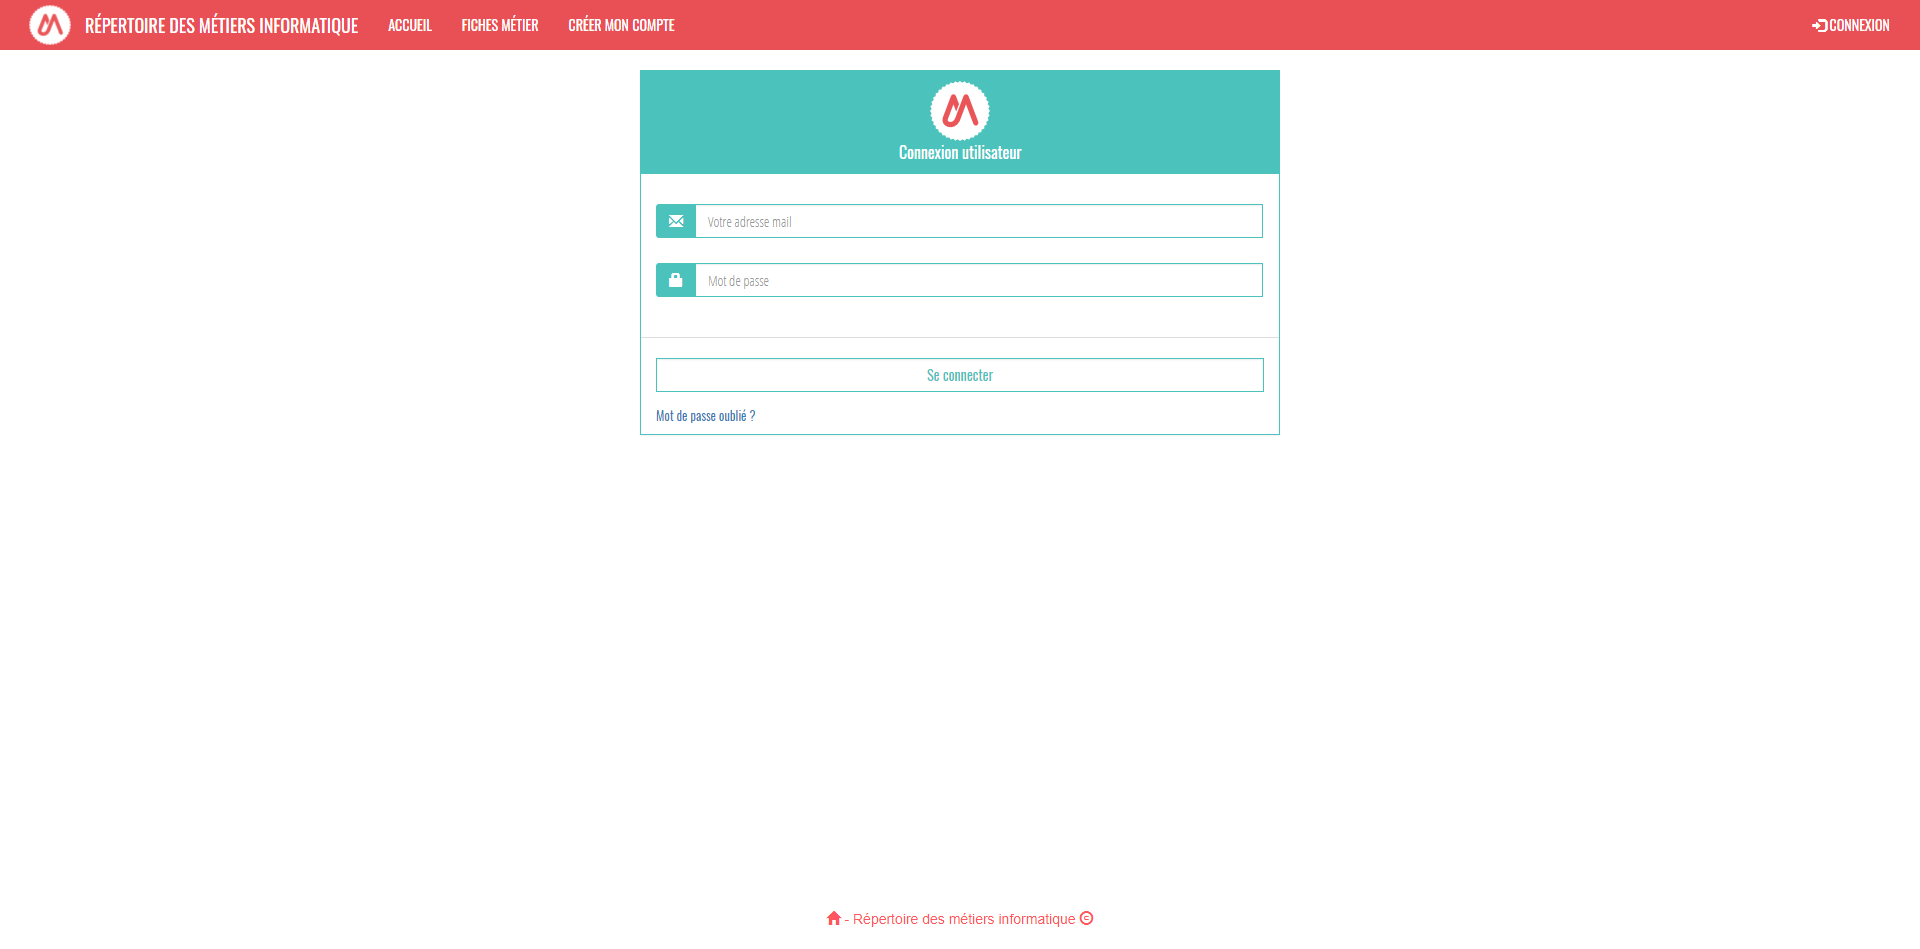 RÉPERTOIRE DES MÉTIERS INFORMATIQUE ACCUEIL FICHES MÉTIER CRÉER MON COMPTE CONNEXION
Connexion utilisateur
Votre adresse mail
Mot de passe
Se connecter
Mot de passe oublié ?
- Répertoire des métiers informatique ©